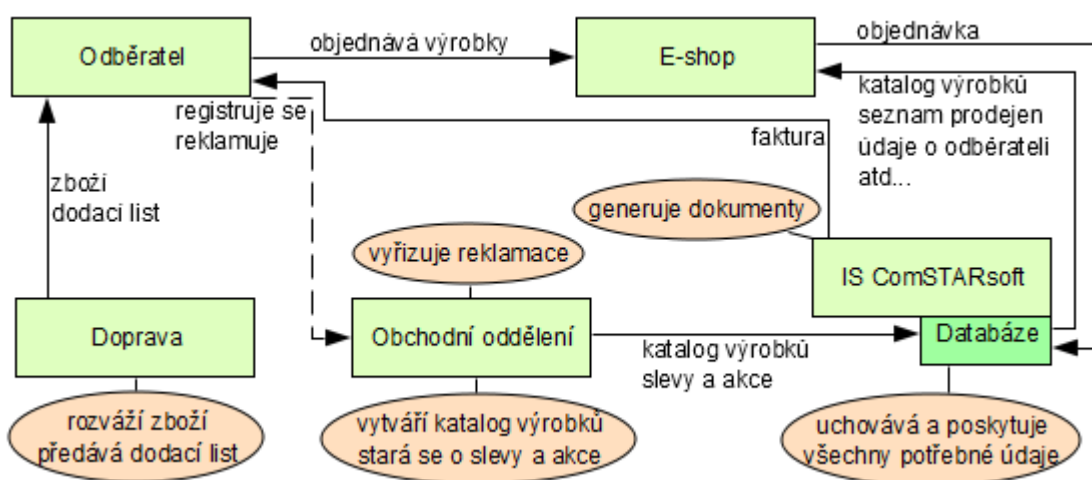 Odběratel
objednává výrobky
E-shop
objednávka
registruje se
reklamuje
faktura
katalog výrobků
seznam prodejen
údaje o odběrateli
atd...
zboží
dodací list
generuje dokumenty
vyřizuje reklamace
IS ComSTARsoft
Databáze
Doprava
Obchodní oddělení
katalog výrobků
slevy a akce
rozváží zboží
předává dodací list
vytváří katalog výrobků
stará se o slevy a akce
uchovává a poskytuje
všechny potřebné údaje